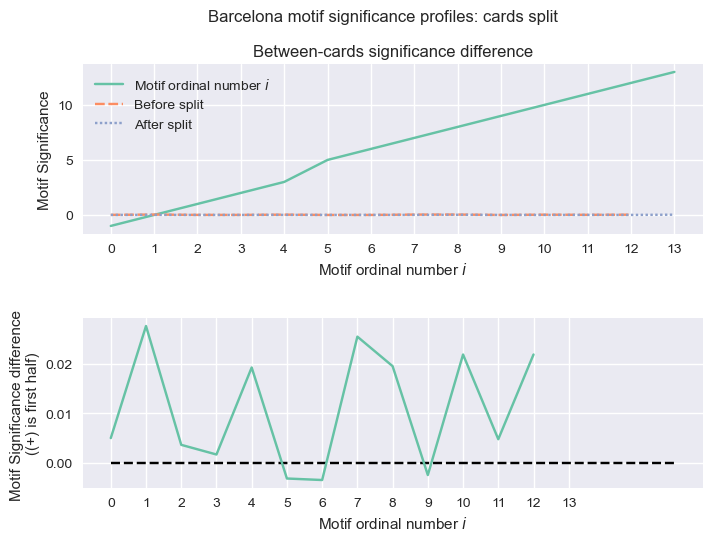 Barcelona motif significance profiles: cards split
Between-cards significance difference
Motif Significance
10
5
0
Motif ordinal number i
Before split
After split
0 1 2 3 4 5 6 7 8 9 10 11 12 13
Motif ordinal number i
Motif Significance difference
((+) is first half)
0.02
0.01
0.00
0 1 2 3 4 5 6 7 8 9 10 11 12 13
Motif ordinal number i